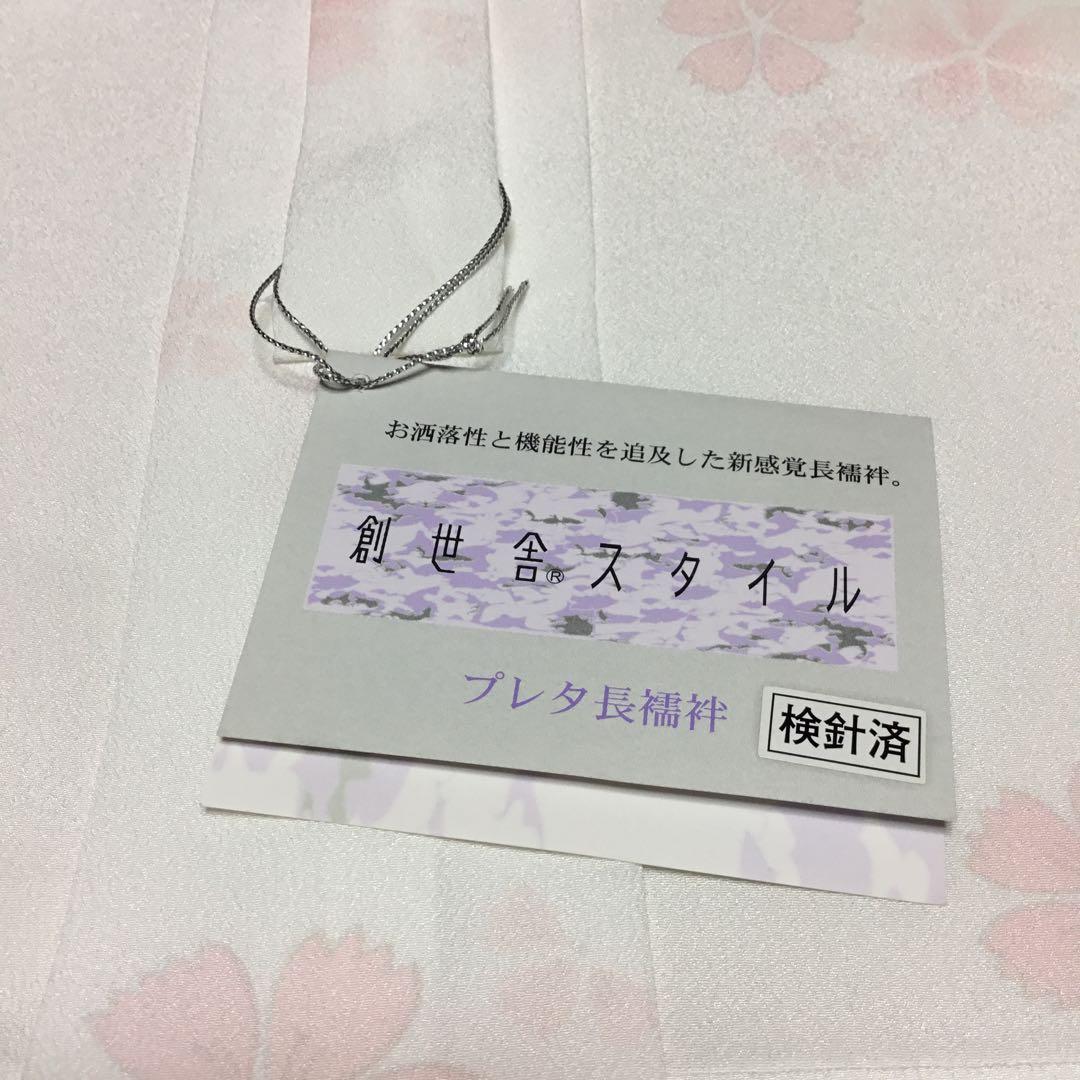 お洒落性と機能性を追及した新感覚長襦袢。
創世舎®スタイル
プレタ長襦袢
検針済